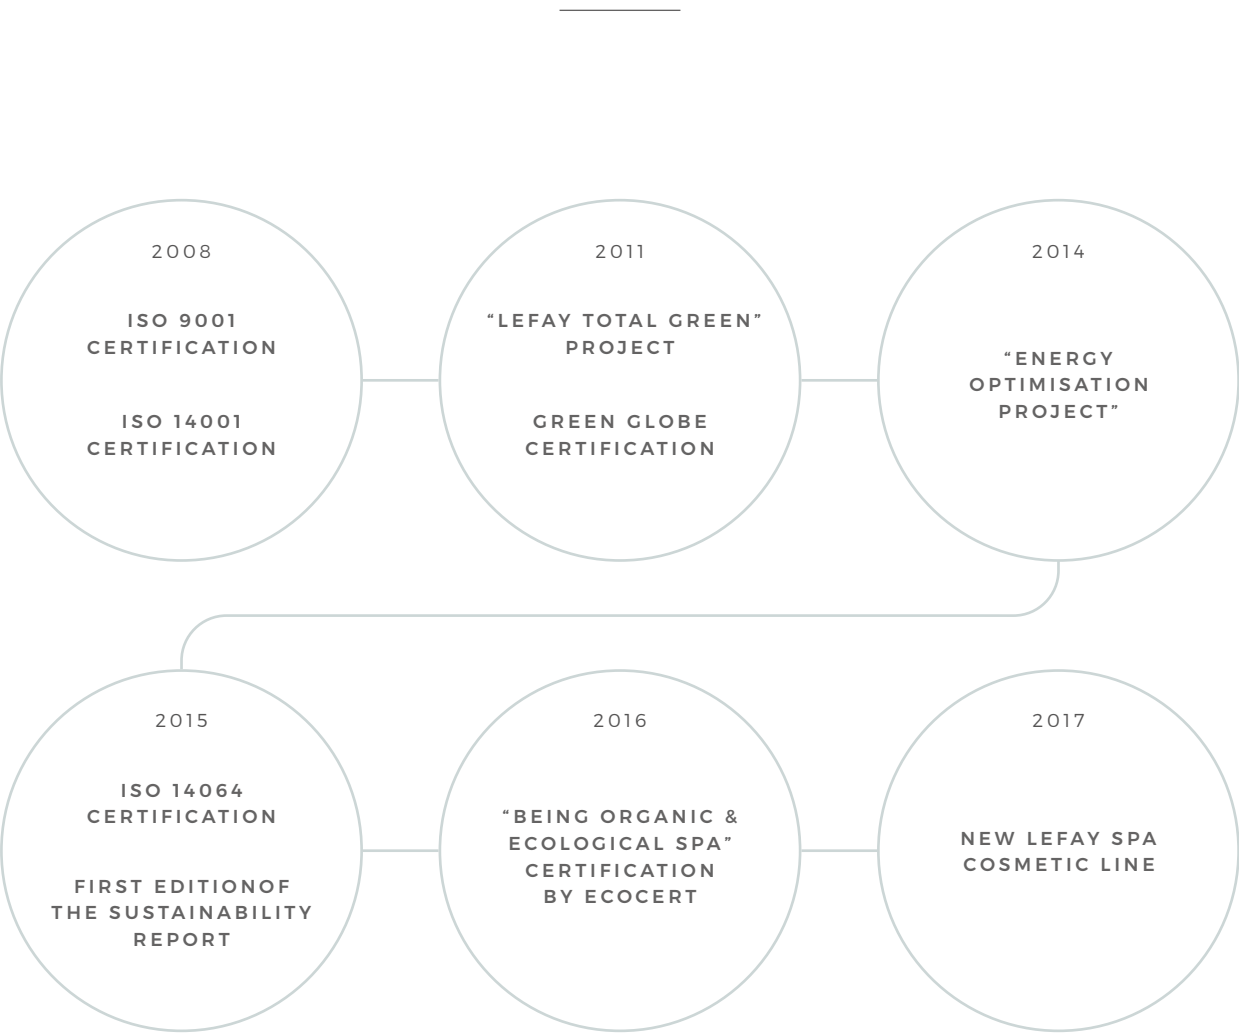 2008
ISO 9001
CERTIFICATION
ISO 14001
CERTIFICATION
2011
“LEFAY TOTAL GREEN”
PROJECT
GREEN GLOBE
CERTIFICATION
2014
“ENERGY
OPTIMISATION
PROJECT”
2015
ISO 14064
CERTIFICATION
FIRST EDITIONOF
THE SUSTAINABILITY
REPORT
2016
“BEING ORGANIC &
ECOLOGICAL SPA”
CERTIFICATION
BY ECOCERT
2017
NEW LEFAY SPA
COSMETIC LINE